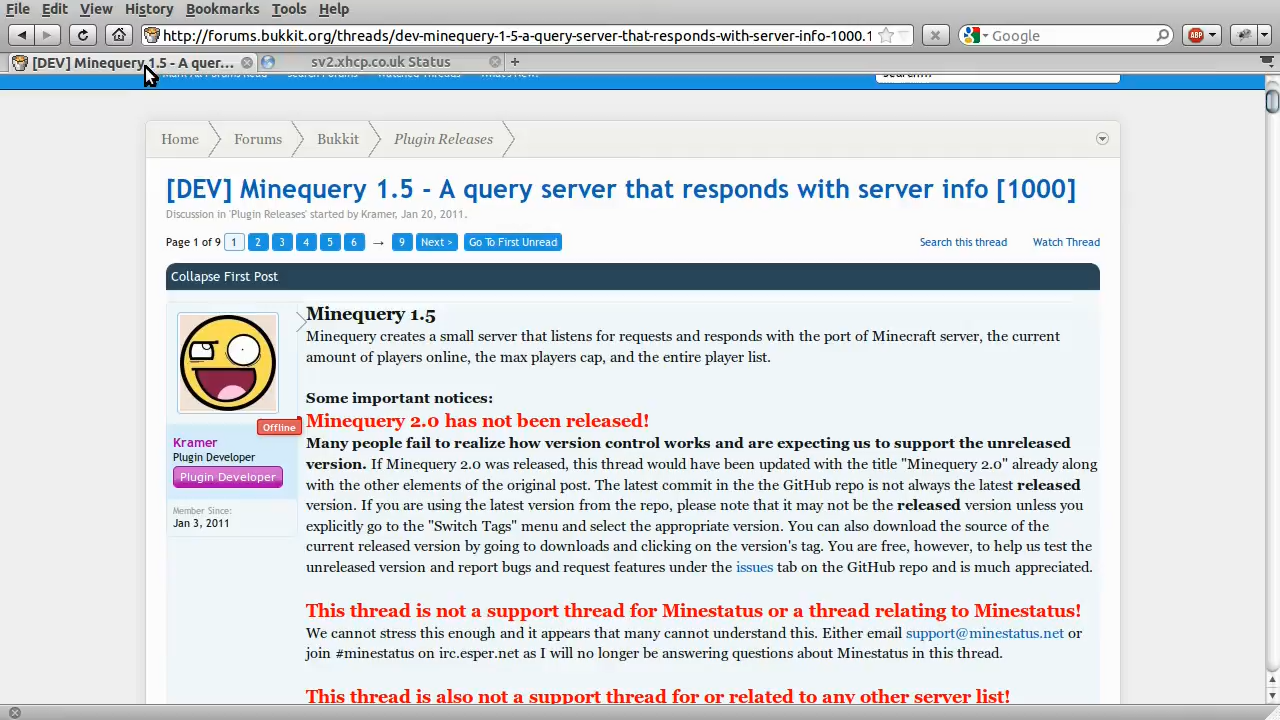 File Edit View History Bookmarks Tools Help
http://forums.bukkit.org/threads/dev-minequery-1-5-a-query-server-that-responds-with-server-info-1000.1
Google
ABP
[DEV] Minequery 1.5 - A quer...
sv2.xhcp.co.uk Status
Mark All Forums Read Search Forums Watched Threads What's New?
Search...
Home Forums Bukkit Plugin Releases
[DEV] Minequery 1.5 - A query server that responds with server info [1000]
Discussion in 'Plugin Releases' started by Kramer, Jan 20, 2011.
Page 1 of 9 1 2 3 4 5 6 → 9 Next > Go To First Unread Search this thread Watch Thread
Collapse First Post
Minequery 1.5
Minequery creates a small server that listens for requests and responds with the port of Minecraft server, the current
amount of players online, the max players cap, and the entire player list.
Some important notices:
Minequery 2.0 has not been released!
Many people fail to realize how version control works and are expecting us to support the unreleased
version. If Minequery 2.0 was released, this thread would have been updated with the title "Minequery 2.0" already along
with the other elements of the original post. The latest commit in the the GitHub repo is not always the latest released
version. If you are using the latest version from the repo, please note that it may not be the released version unless you
explicitly go to the "Switch Tags" menu and select the appropriate version. You can also download the source of the
current released version by going to downloads and clicking on the version's tag. You are free, however, to help us test the
unreleased version and report bugs and request features under the issues tab on the GitHub repo and is much appreciated.
This thread is not a support thread for Minestatus or a thread relating to Minestatus!
We cannot stress this enough and it appears that many cannot understand this. Either email support@minestatus.net or
join #minestatus on irc.esper.net as I will no longer be answering questions about Minestatus in this thread.
This thread is also not a support thread for or related to any other server list!
Offline
Kramer
Plugin Developer
Plugin Developer
Member Since:
Jan 3, 2011